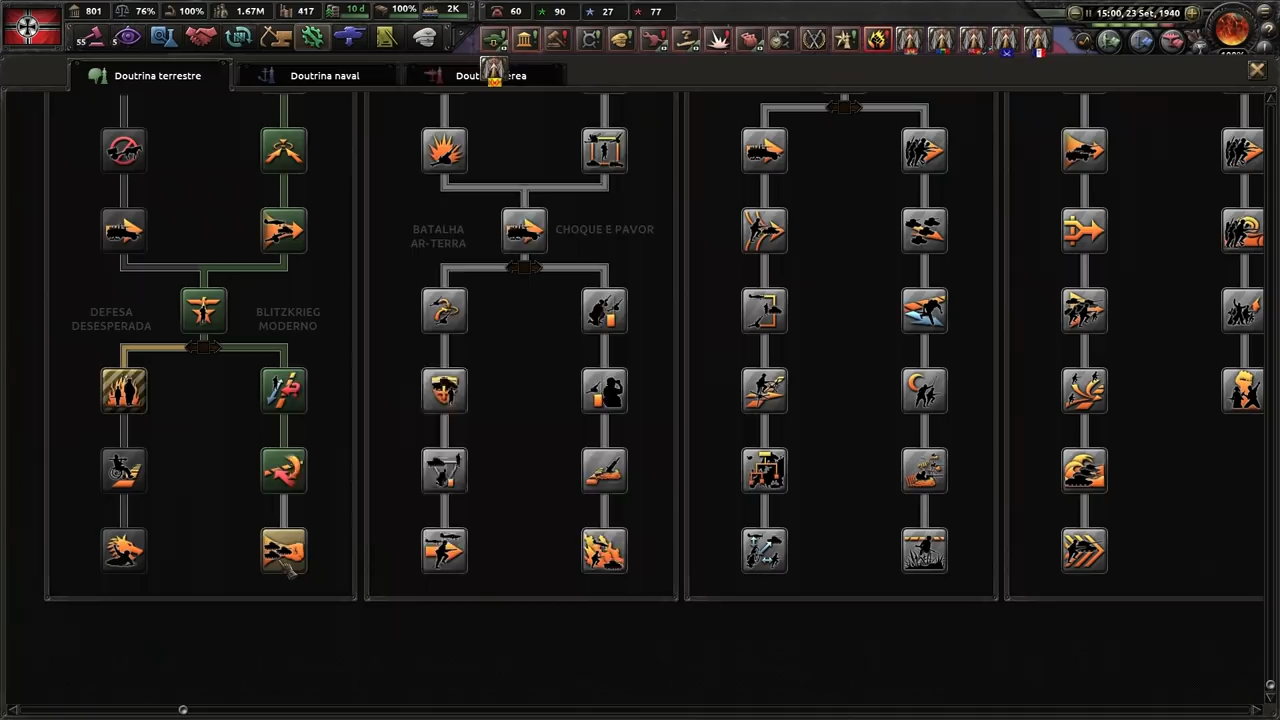 801 76% 100% 1.67M 417 10 d 100% 2K 60 90 27 77 15:00, 23 Set, 1940
55 5
Doutrina terrestre Doutrina naval
BATALHA AR-TERRA CHOQUE E PAVOR
DEFESA DESESPERADA BLITZKRIEG MODERNO